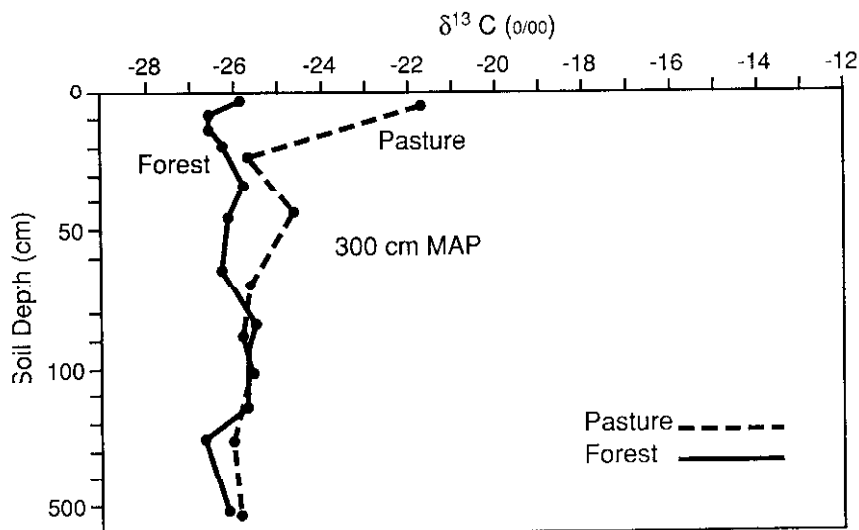 δ¹³ C (0/00)
-28 -26 -24 -22 -20 -18 -16 -14 -12
0
Pasture
Forest
50
300 cm MAP
Soil Depth (cm)
100
Pasture
Forest
500